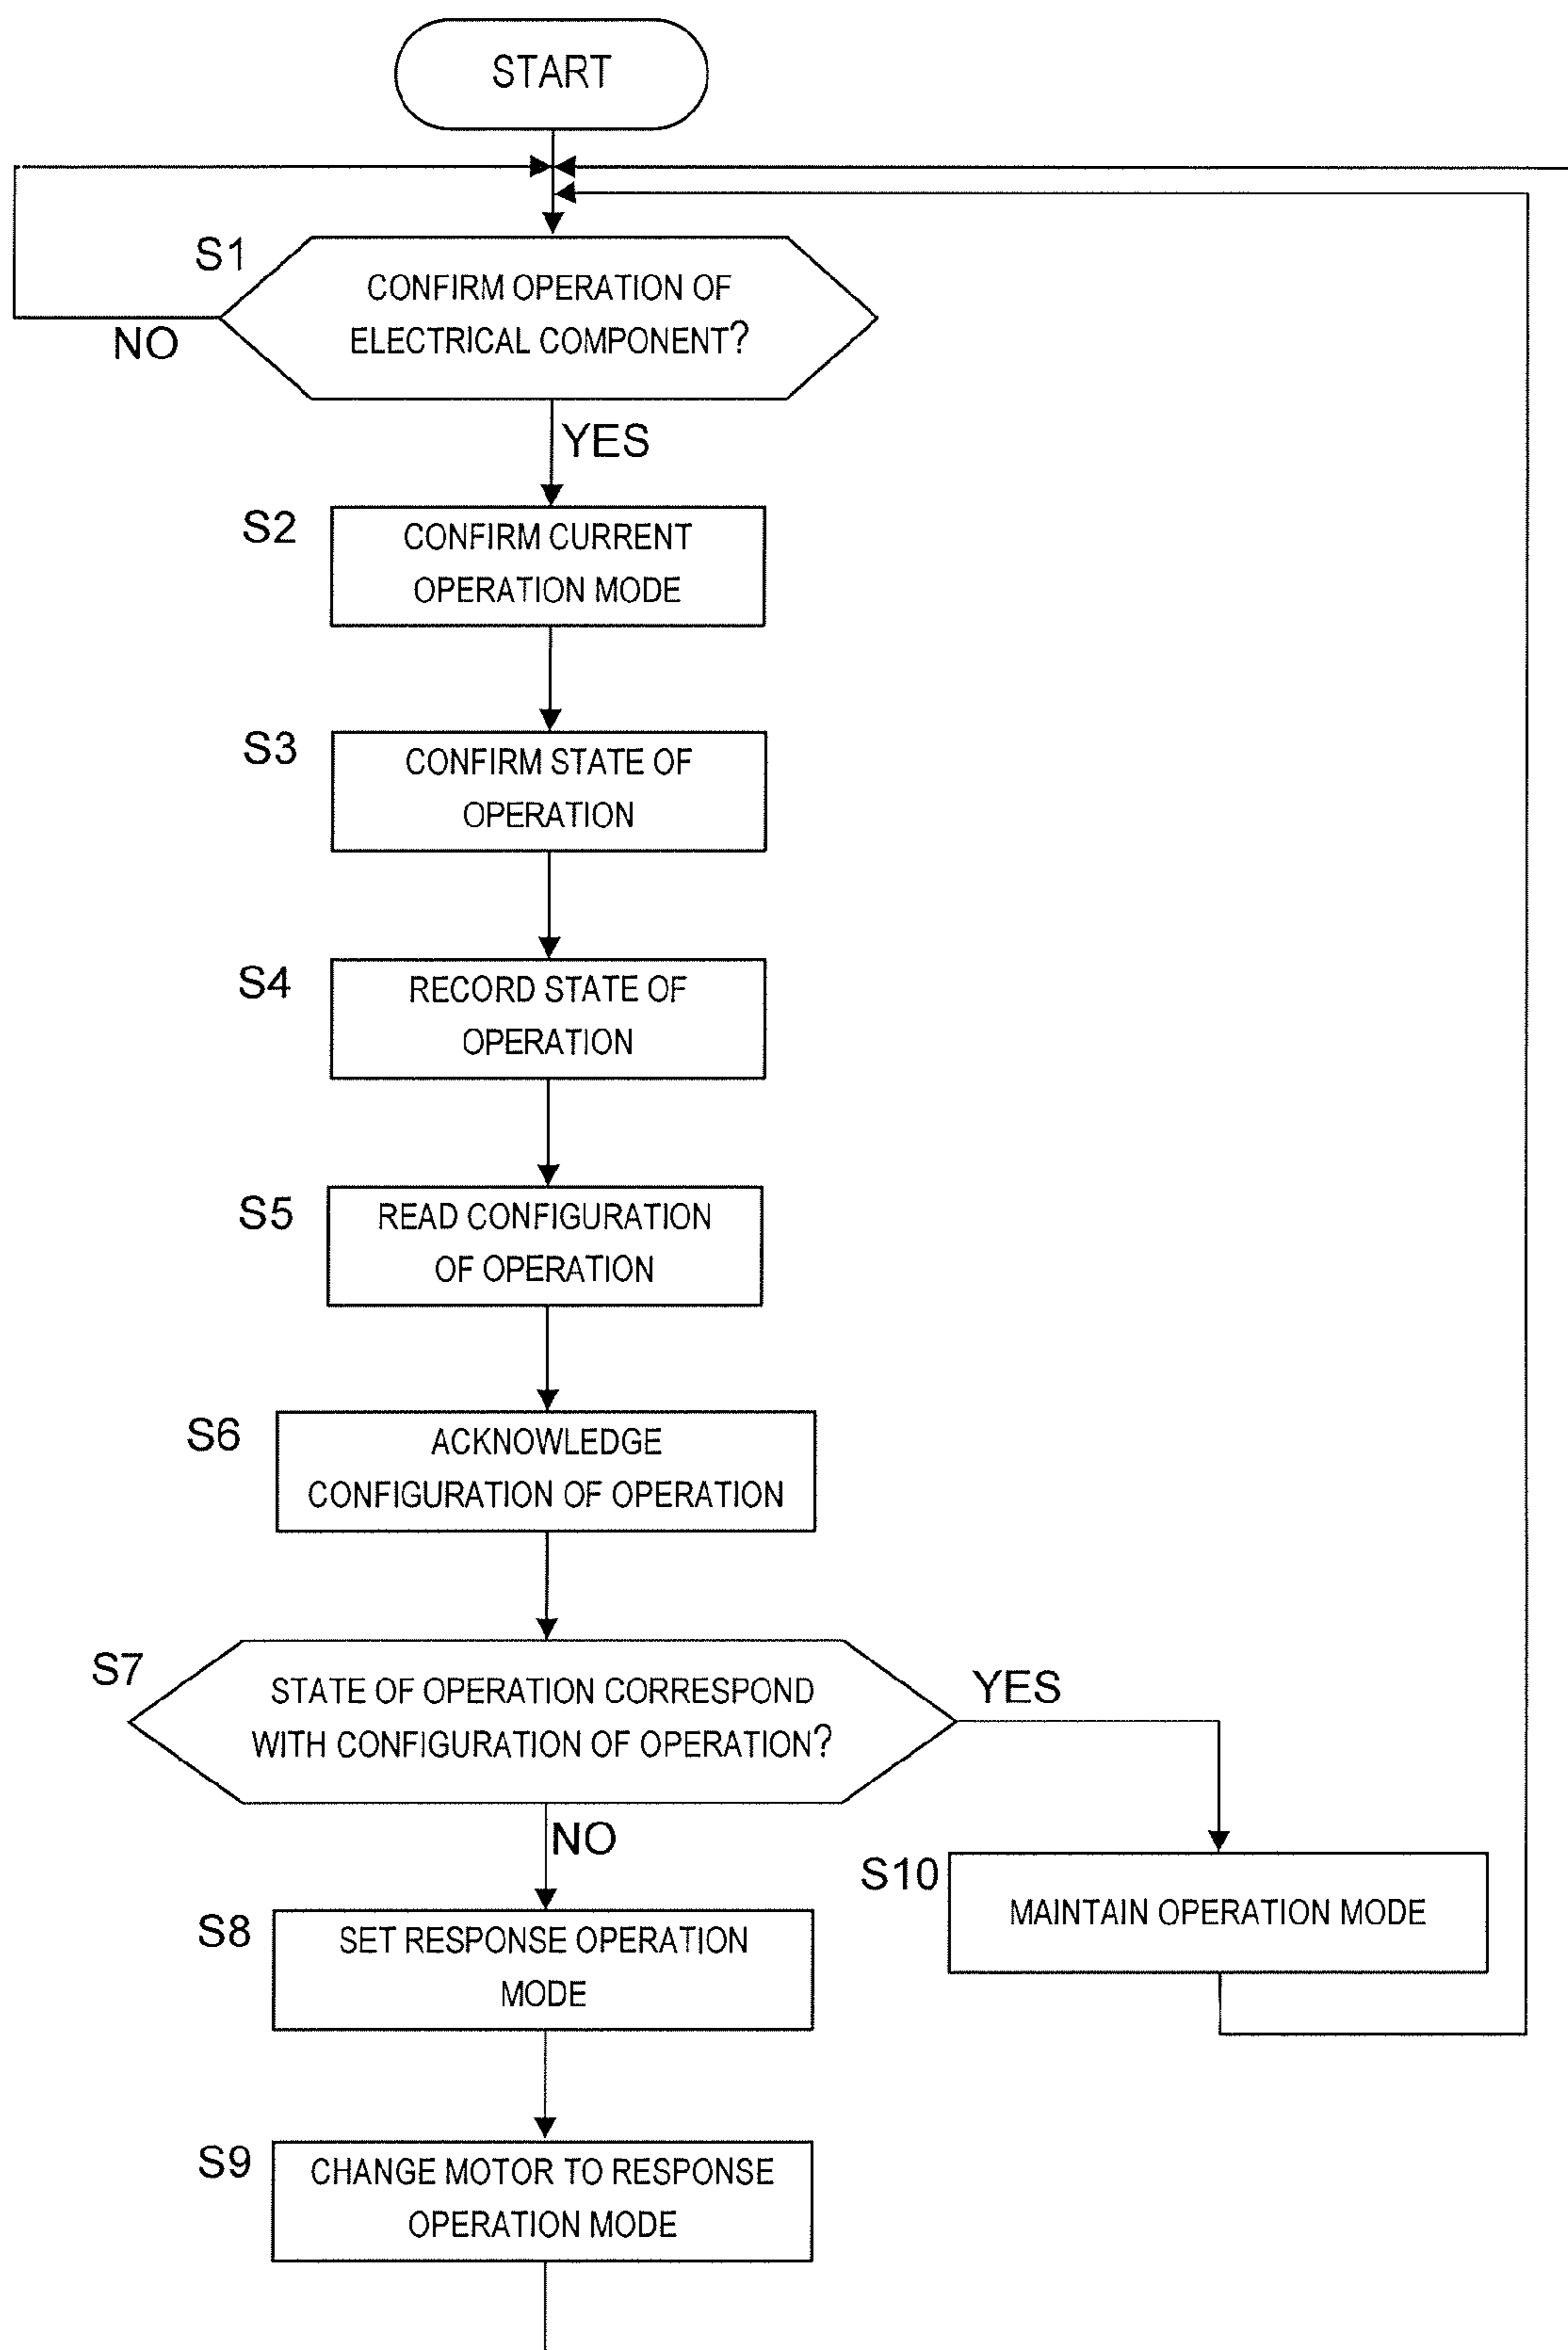 START
S1
CONFIRM OPERATION OF
ELECTRICAL COMPONENT?
NO
YES
S2
CONFIRM CURRENT
OPERATION MODE
S3
CONFIRM STATE OF
OPERATION
S4
RECORD STATE OF
OPERATION
S5
READ CONFIGURATION
OF OPERATION
S6
ACKNOWLEDGE
CONFIGURATION OF OPERATION
S7
STATE OF OPERATION CORRESPOND
WITH CONFIGURATION OF OPERATION?
YES
NO
S10
MAINTAIN OPERATION MODE
S8
SET RESPONSE OPERATION
MODE
S9
CHANGE MOTOR TO RESPONSE
OPERATION MODE